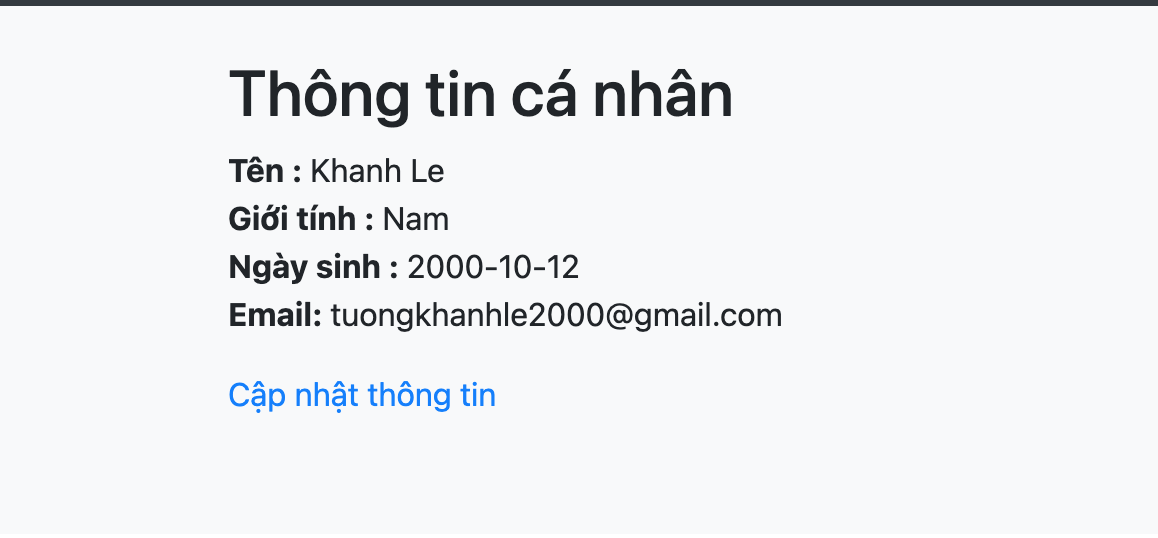 Thông tin cá nhân
Tên : Khanh Le
Giới tính : Nam
Ngày sinh : 2000-10-12
Email: tuongkhanhle2000@gmail.com
Cập nhật thông tin